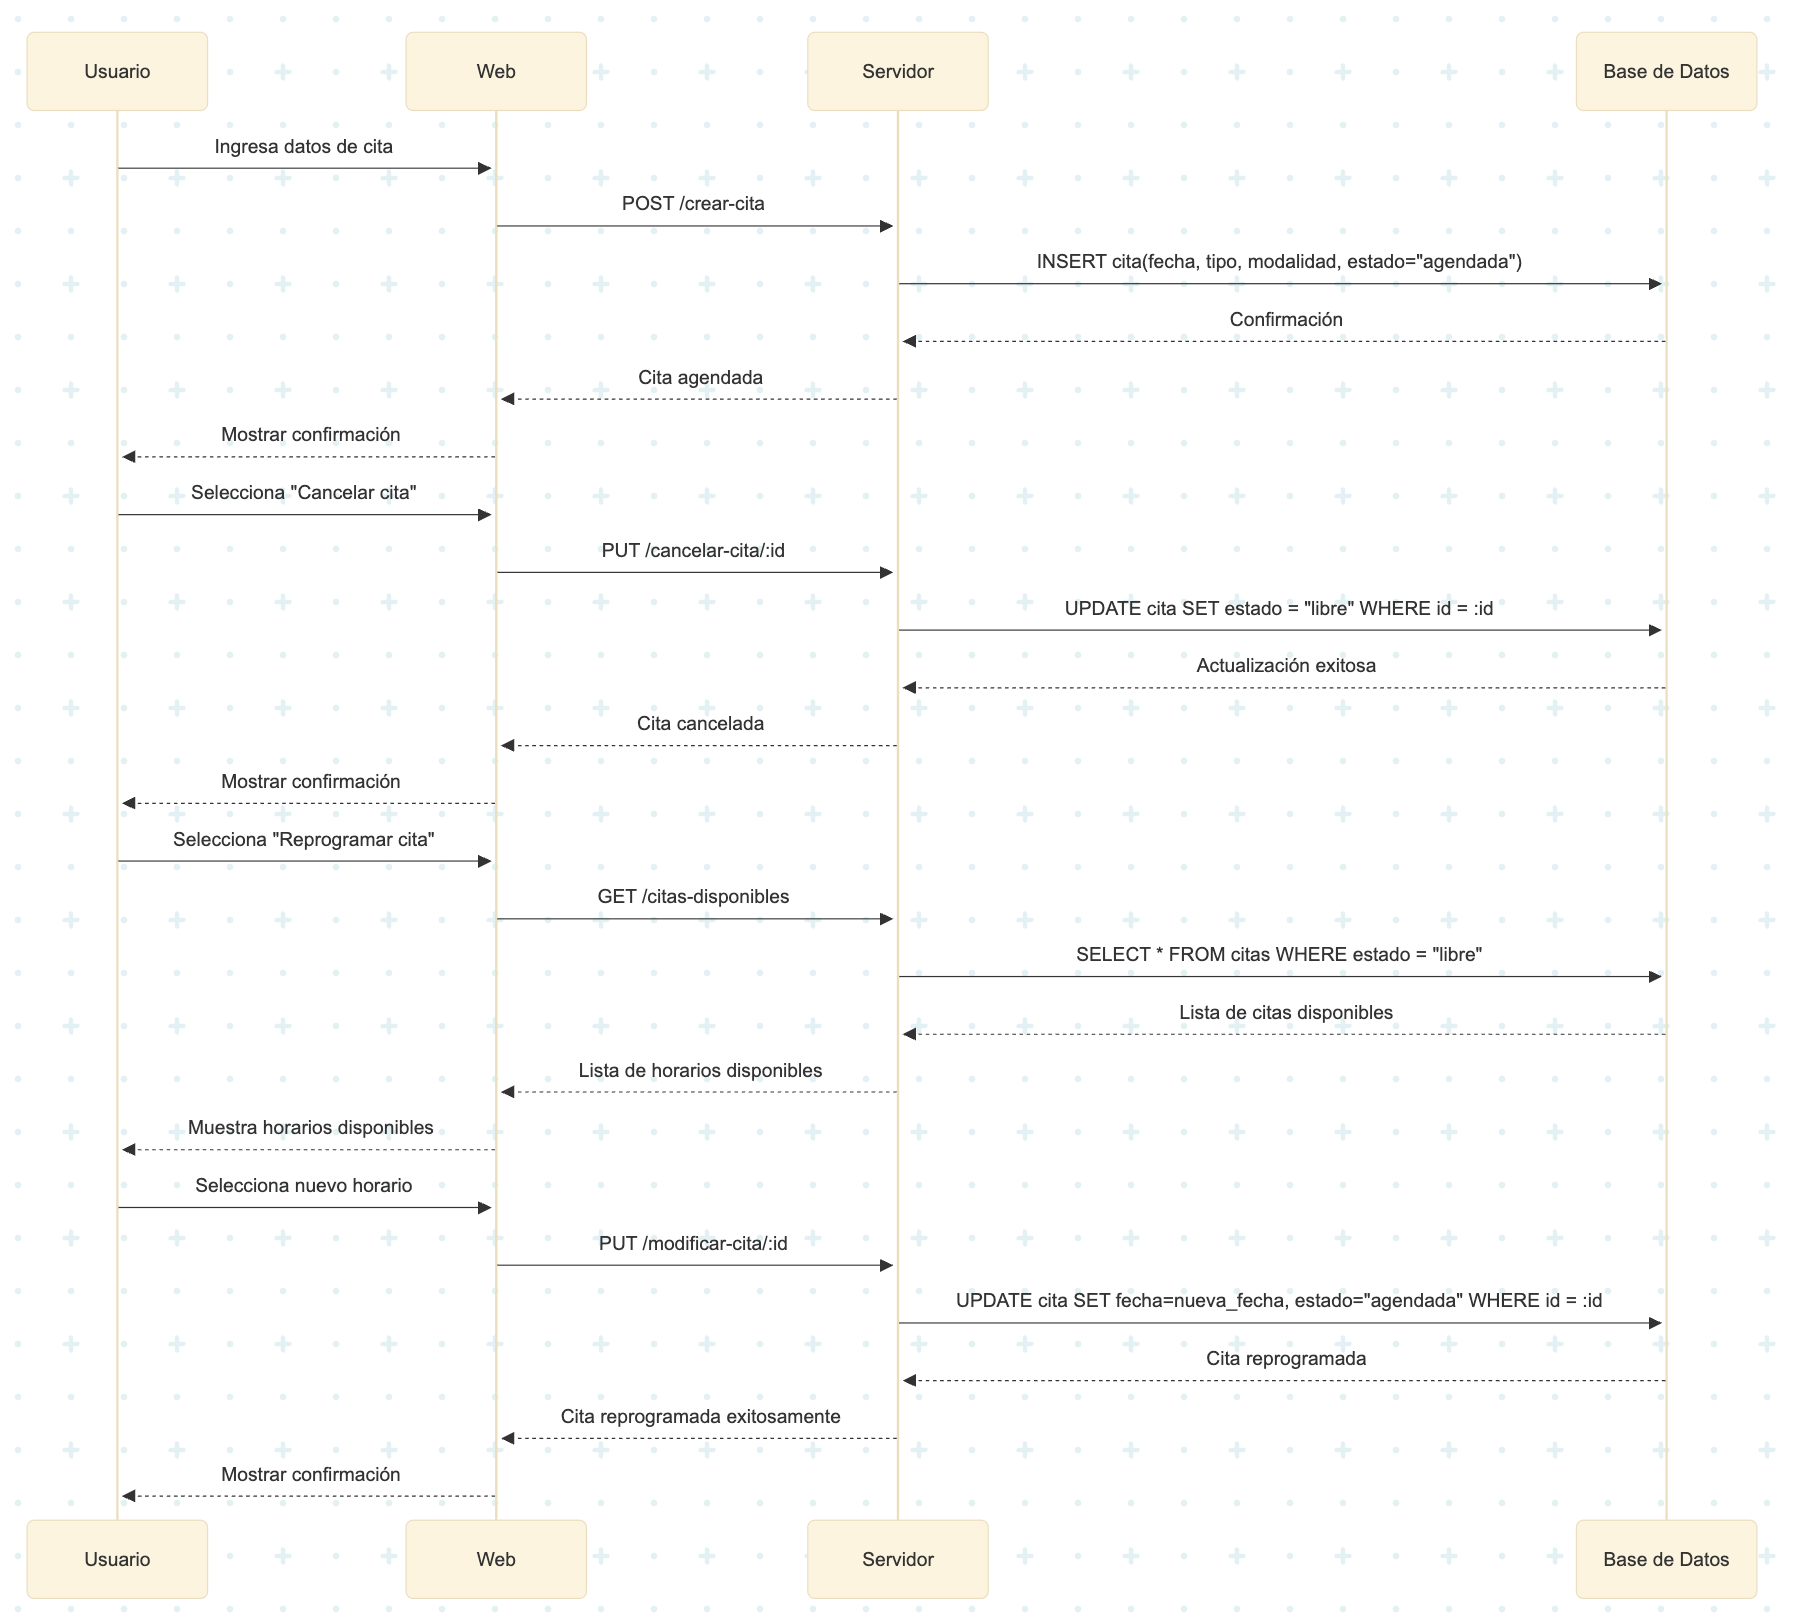 Usuario
Web
Servidor
Base de Datos
Ingresa datos de cita
POST /crear-cita
INSERT cita(fecha, tipo, modalidad, estado="agendada")
Confirmación
Cita agendada
Mostrar confirmación
Selecciona "Cancelar cita"
PUT /cancelar-cita/:id
UPDATE cita SET estado = "libre" WHERE id = :id
Actualización exitosa
Cita cancelada
Mostrar confirmación
Selecciona "Reprogramar cita"
GET /citas-disponibles
SELECT * FROM citas WHERE estado = "libre"
Lista de citas disponibles
Lista de horarios disponibles
Muestra horarios disponibles
Selecciona nuevo horario
PUT /modificar-cita/:id
UPDATE cita SET fecha=nueva_fecha, estado="agendada" WHERE id = :id
Cita reprogramada
Cita reprogramada exitosamente
Mostrar confirmación
Usuario
Web
Servidor
Base de Datos